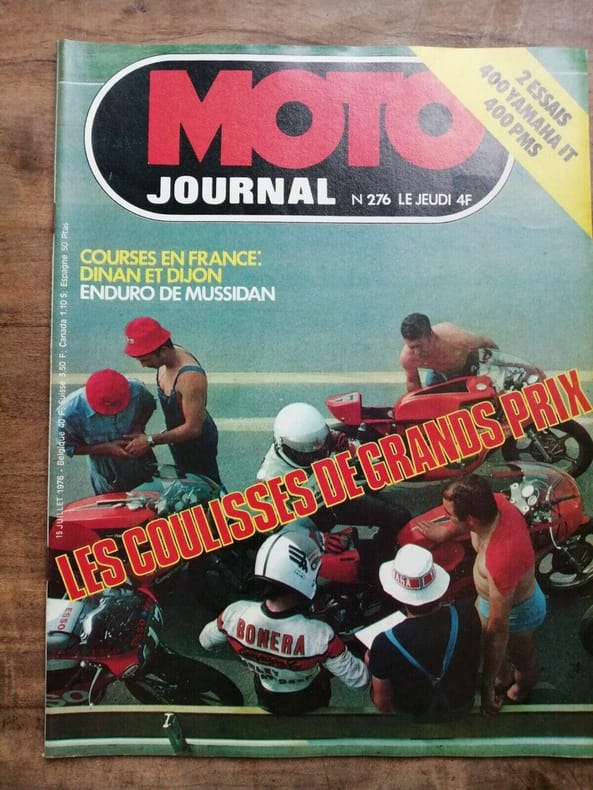 MOTO
JOURNAL
N 276 LE JEUDI 4F
2 ESSAIS
400 YAMAHA IT
400 PMS
COURSES EN FRANCE:
DINAN ET DIJON
ENDURO DE MUSSIDAN
LES COULISSES DE GRANDS PRIX
15 JUILLET 1976 - Belgique 40 F; Suisse 3,50 F; Canada 1,10 $; Espagne 50 Ptas
BONERA